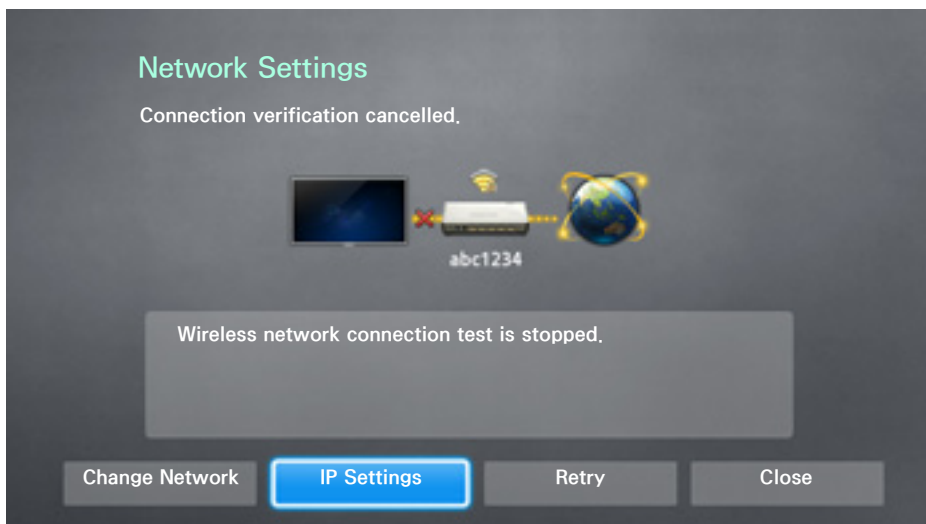 Network Settings
Connection verification cancelled.
abc1234
Wireless network connection test is stopped.
Change Network
IP Settings
Retry
Close